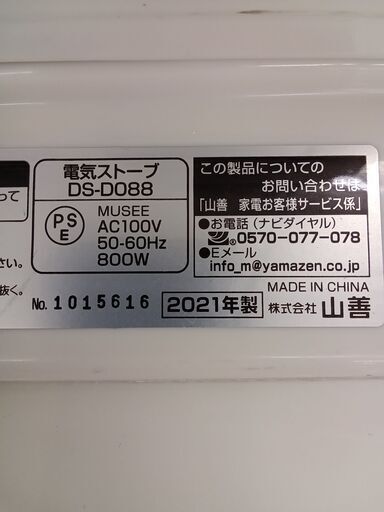 って
さい。
抜く。
電気ストーブ
DS-D088
PS
E
MUSEE
AC100V
50-60Hz
800W
この製品についての
お問い合わせは
「山善 家電お客様サービス係」
●お電話（ナビダイヤル）
0570-077-078
●Eメール
info_m@yamazen.co.jp
MADE IN CHINA
No. 1015616
2021年製
株式会社 山善